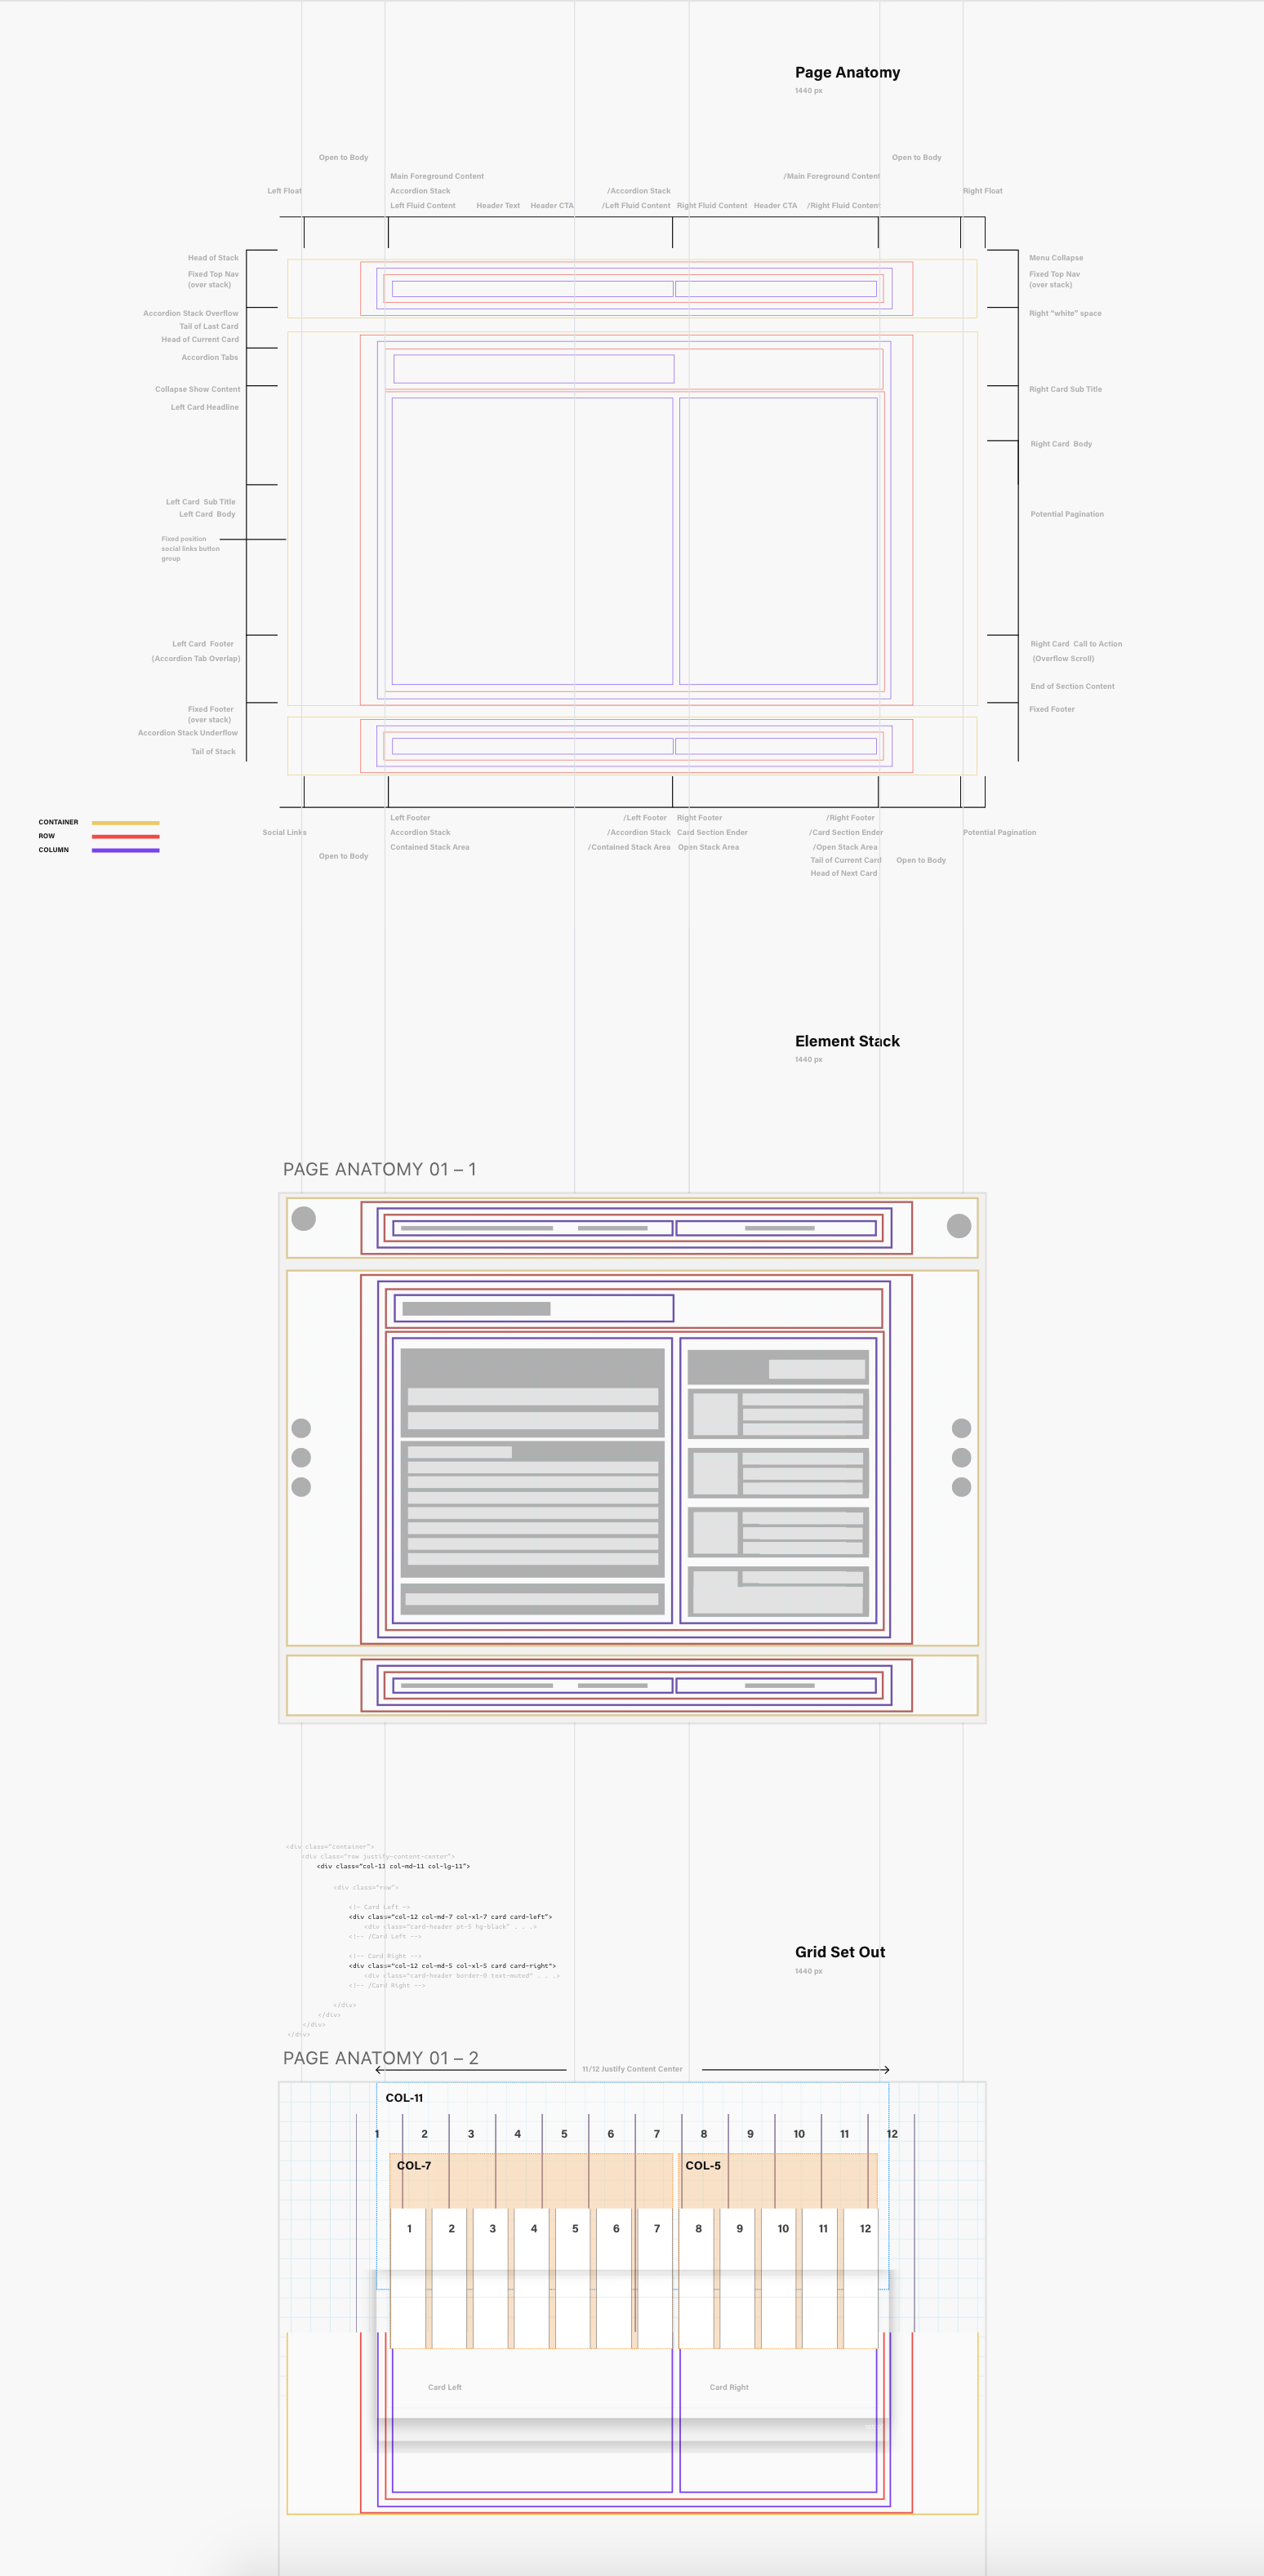 Page Anatomy
1440 px
Open to Body
Open to Body
Main Foreground Content
/Main Foreground Content
Left Float
Accordion Stack
/Accordion Stack
Right Float
Left Fluid Content
Header Text
Header CTA
/Left Fluid Content
Right Fluid Content
Header CTA
/Right Fluid Content
Head of Stack
Fixed Top Nav
(over stack)
Accordion Stack Overflow
Tail of Last Card
Head of Current Card
Accordion Tabs
Collapse Show Content
Left Card Headline
Left Card Sub Title
Left Card Body
Fixed position
social links button
group
Left Card Footer
(Accordion Tab Overlap)
Fixed Footer
(over stack)
Accordion Stack Underflow
Tail of Stack
Menu Collapse
Fixed Top Nav
(over stack)
Right "white" space
Right Card Sub Title
Right Card Body
Potential Pagination
Right Card Call to Action
(Overflow Scroll)
End of Section Content
Fixed Footer
CONTAINER
ROW
COLUMN
Left Footer
/Left Footer
Right Footer
/Right Footer
Social Links
Accordion Stack
/Accordion Stack
Card Section Ender
/Card Section Ender
Potential Pagination
Contained Stack Area
/Contained Stack Area
Open Stack Area
/Open Stack Area
Open to Body
Tail of Current Card
Open to Body
Head of Next Card
Element Stack
1440 px
PAGE ANATOMY 01 – 1
<div class="container">
<div class="row justify-content-center">
<div class="col-11 col-md-11 col-lg-11">
<div class="row">
<!— Card Left —>
<div class="col-12 col-md-7 col-xl-7 card card-left">
<div class="card-header pt-5 hg-black" . . .>
<!—— /Card Left ——>
<!—— Card Right ——>
<div class="col-12 col-md-5 col-xl-5 card card-right">
<div class="card-header border-0 text-muted" . . .>
<!—— /Card Right ——>
</div>
</div>
</div>
</div>
Grid Set Out
1440 px
PAGE ANATOMY 01 – 2
11/12 Justify Content Center
COL-11
1 2 3 4 5 6 7 8 9 10 11 12
COL-7
COL-5
1 2 3 4 5 6 7 8 9 10 11 12
Card Left
Card Right